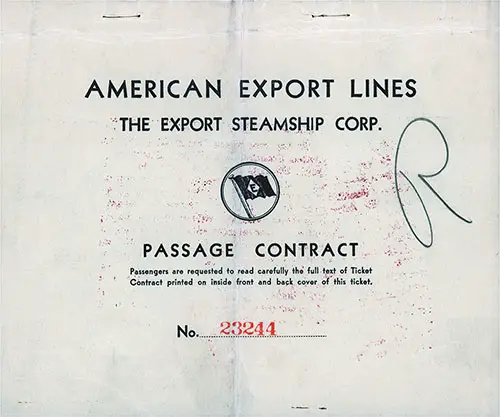 AMERICAN EXPORT LINES
THE EXPORT STEAMSHIP CORP.
R
E
PASSAGE CONTRACT
Passengers are requested to read carefully the full text of Ticket
Contract printed on inside front and back cover of this ticket.
No. 23244